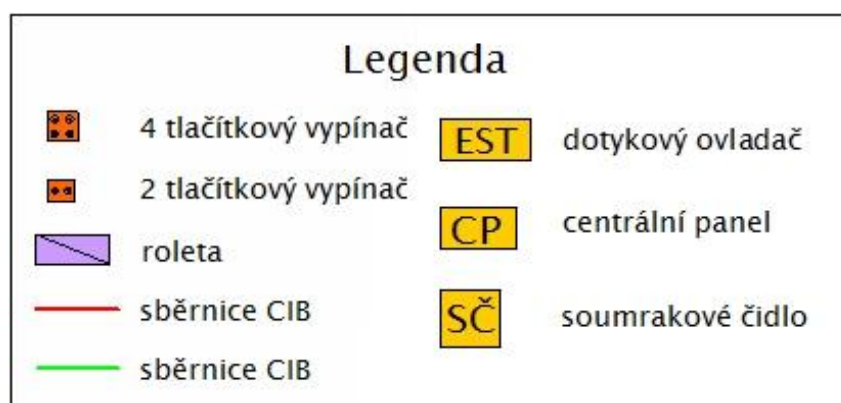 Legenda
4 tlačítkový vypínač
2 tlačítkový vypínač
roleta
sběrnice CIB
sběrnice CIB
EST dotykový ovladač
CP centrální panel
SČ soumrakové čidlo